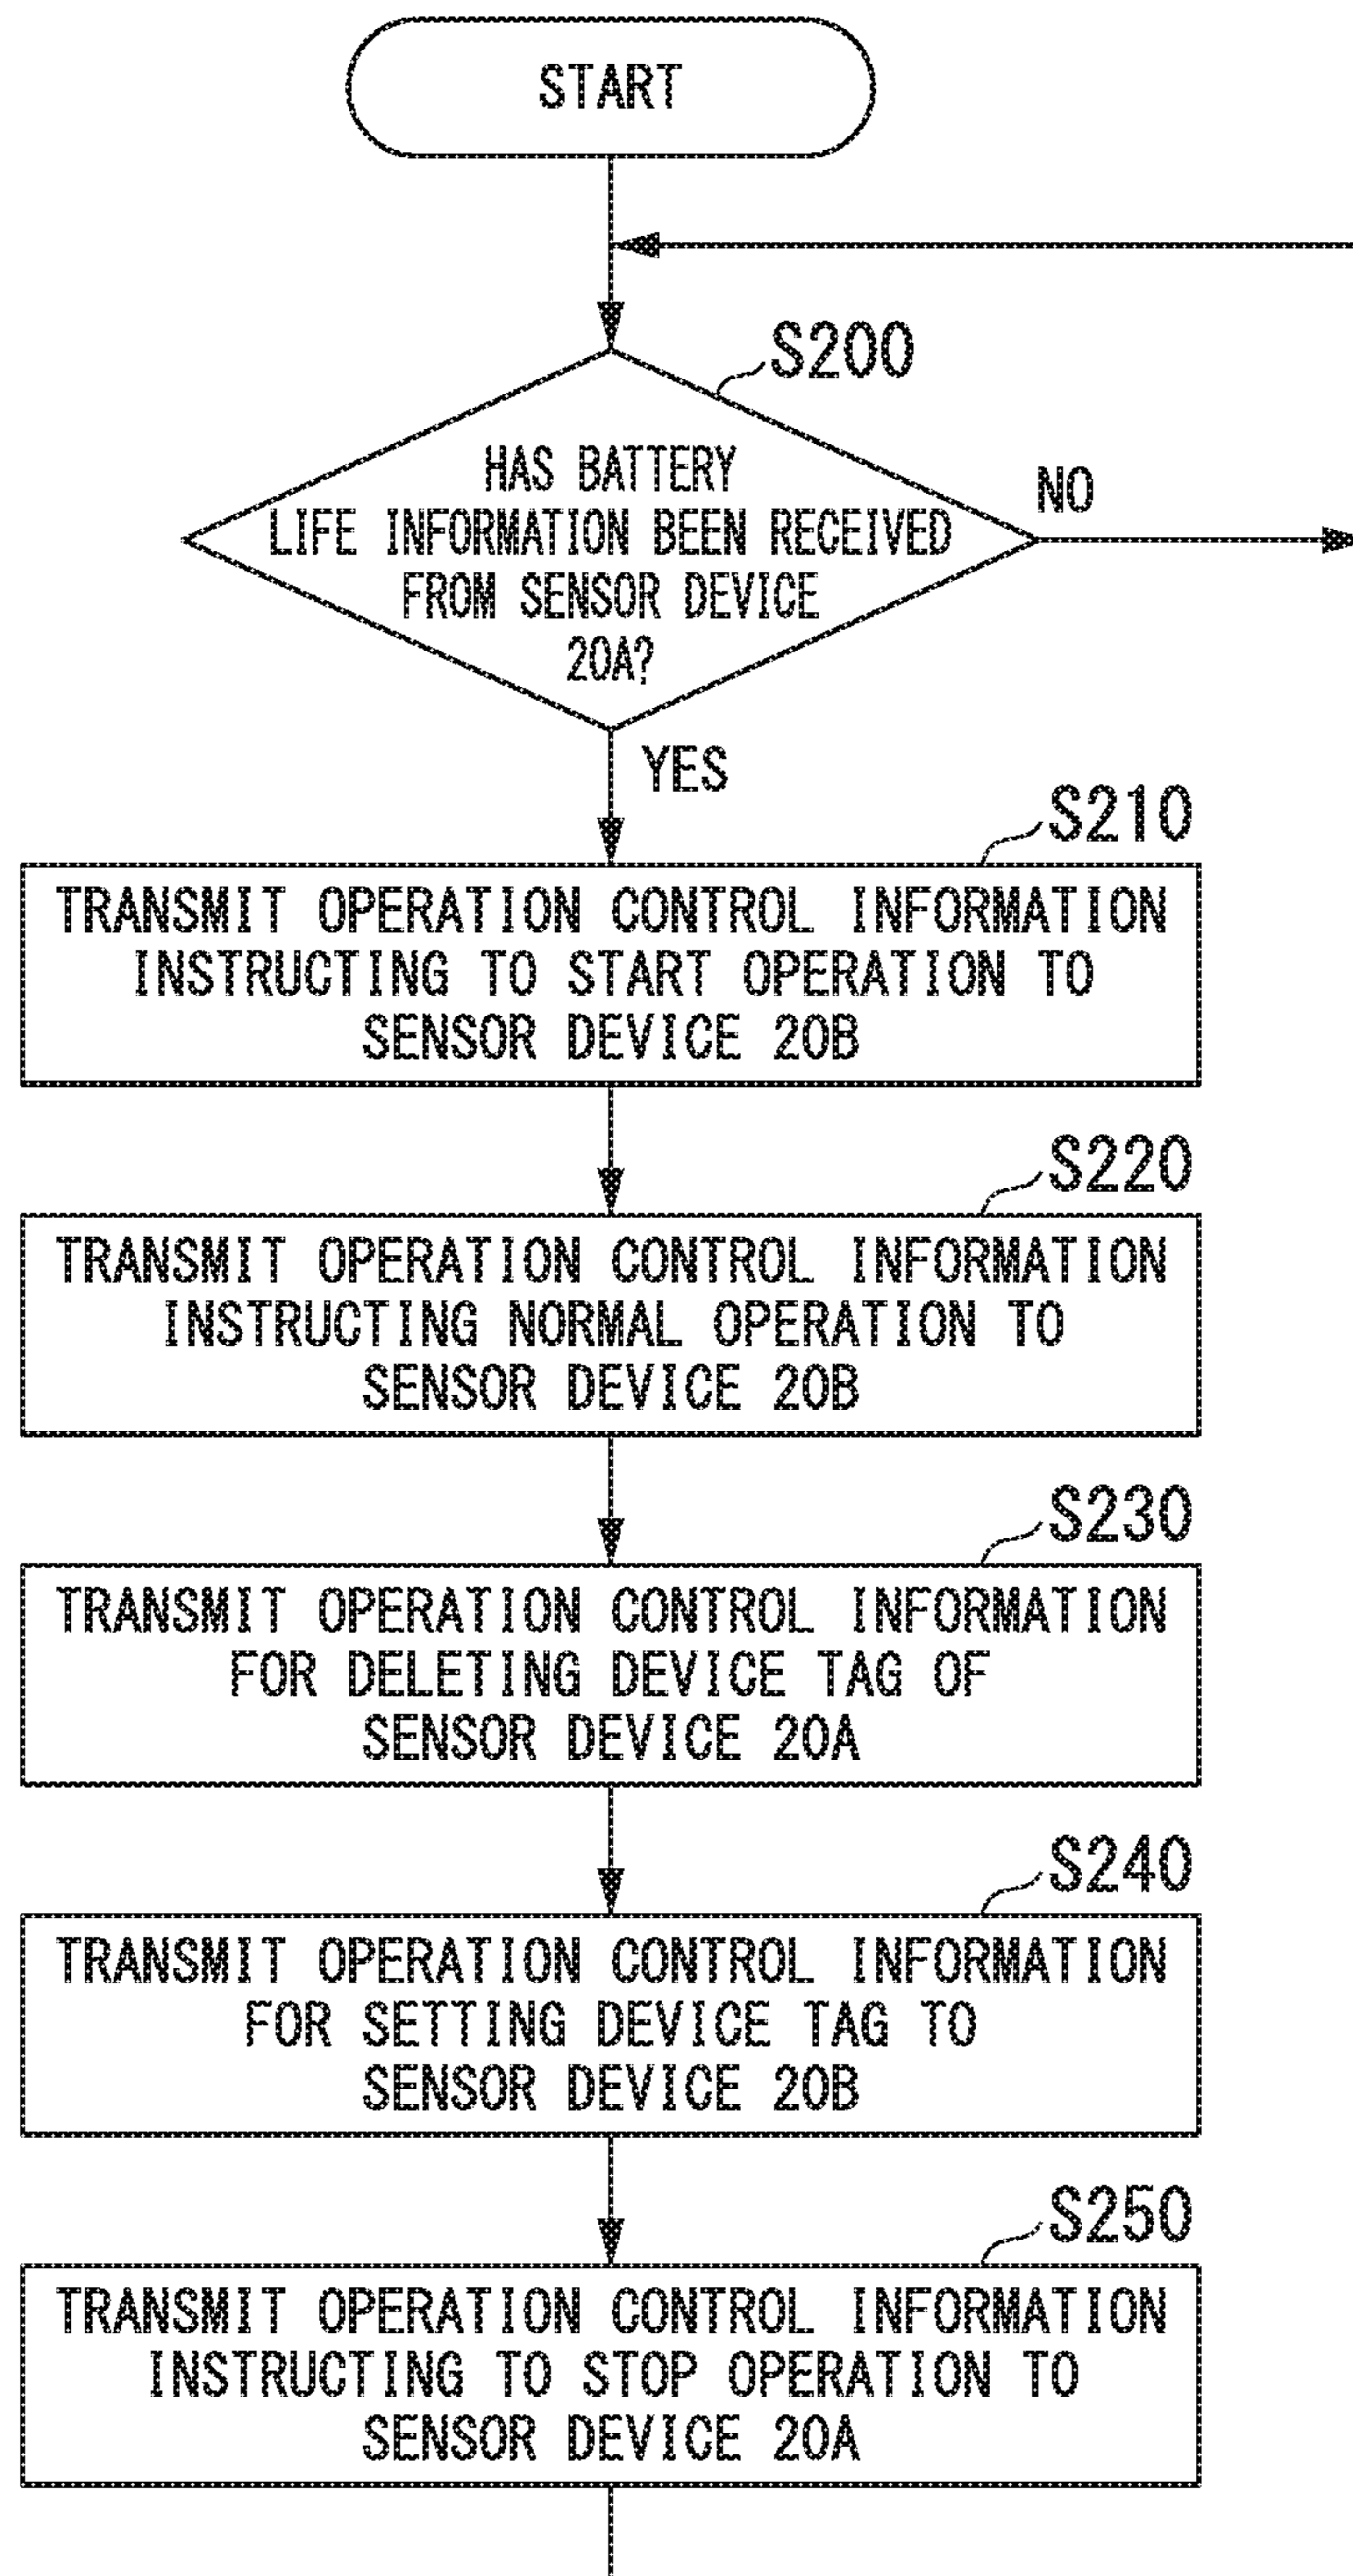 START
S200
HAS BATTERY
LIFE INFORMATION BEEN RECEIVED
FROM SENSOR DEVICE
20A?
NO
YES
S210
TRANSMIT OPERATION CONTROL INFORMATION
INSTRUCTING TO START OPERATION TO
SENSOR DEVICE 20B
S220
TRANSMIT OPERATION CONTROL INFORMATION
INSTRUCTING NORMAL OPERATION TO
SENSOR DEVICE 20B
S230
TRANSMIT OPERATION CONTROL INFORMATION
FOR DELETING DEVICE TAG OF
SENSOR DEVICE 20A
S240
TRANSMIT OPERATION CONTROL INFORMATION
FOR SETTING DEVICE TAG TO
SENSOR DEVICE 20B
S250
TRANSMIT OPERATION CONTROL INFORMATION
INSTRUCTING TO STOP OPERATION TO
SENSOR DEVICE 20A